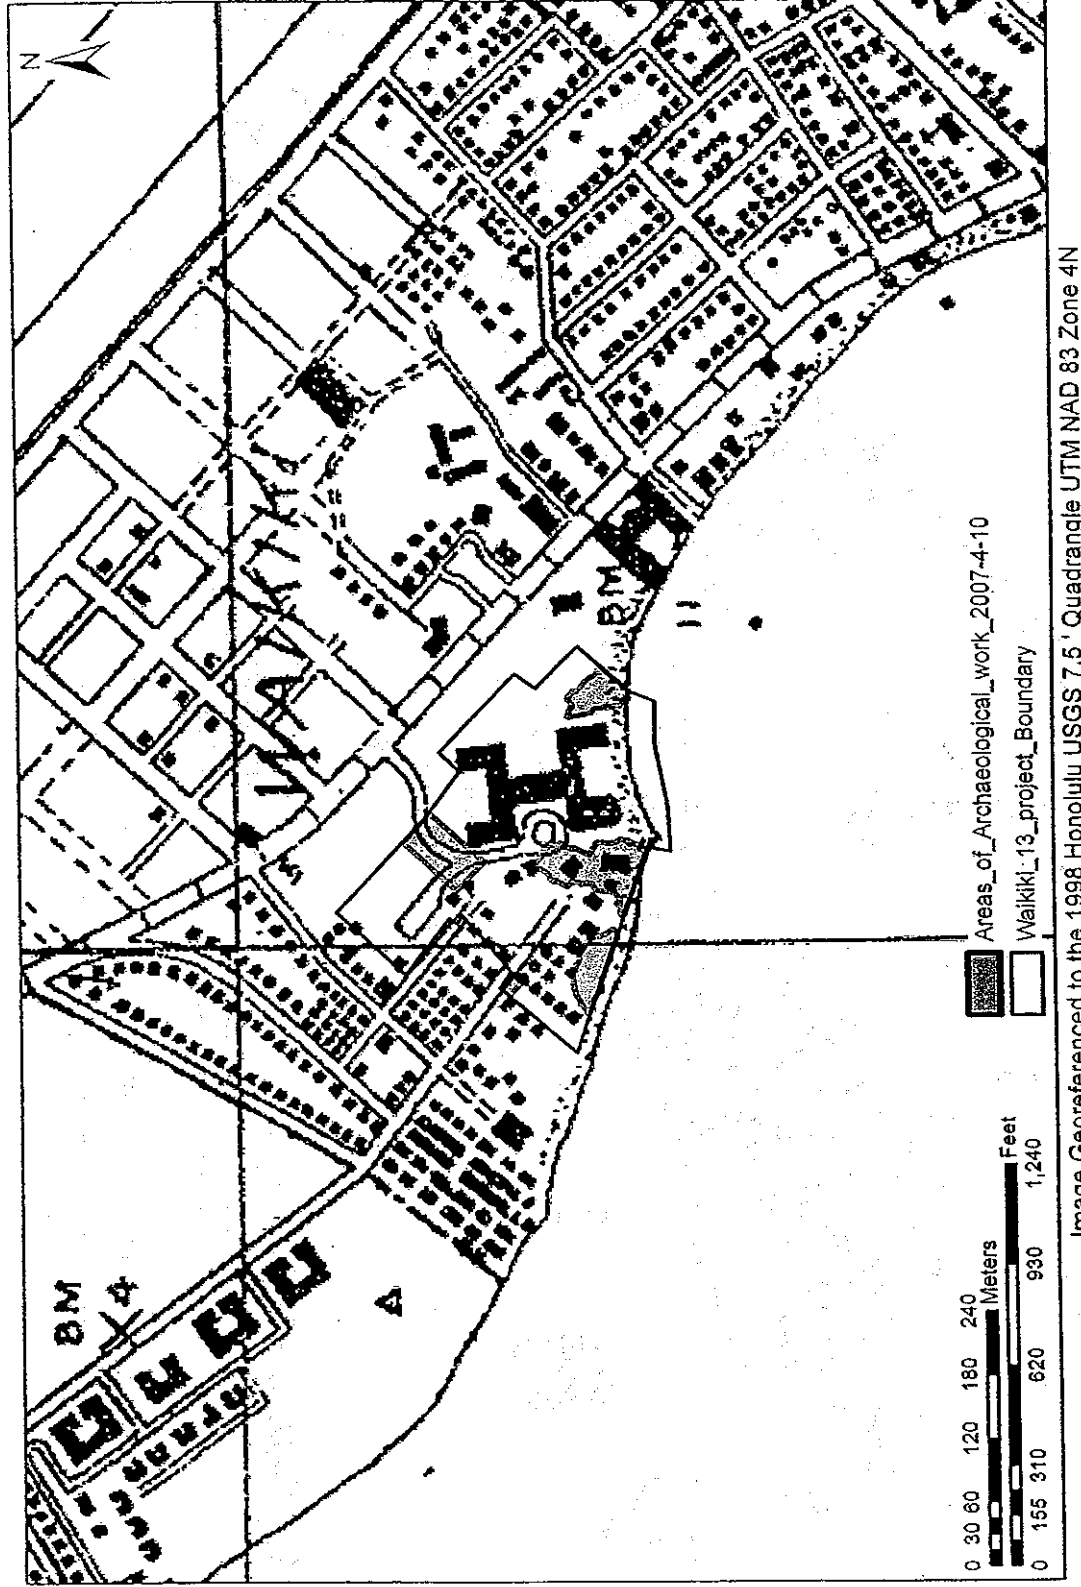 N
BM
WAIKIKI
BM
11
Areas_of_Archaeological_work_2007-4-10
Waikiki_13_project_Boundary
0 30 60 120 180 240
Meters
Feet
0 155 310 620 930 1,240
Image Georeferenced to the 1998 Honolulu USGS 7.5 ' Quadrangle UTM NAD 83 Zone 4N